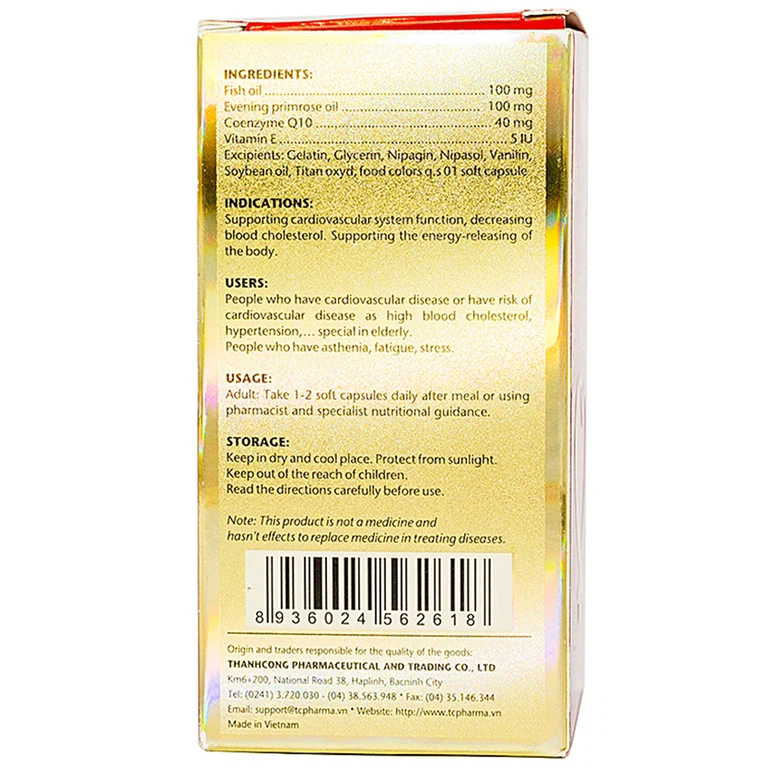 INGREDIENTS:
Fish oil ........................................................ 100 mg
Evening primrose oil ................................... 100 mg
Coenzyme Q10 ............................................ 40 mg
Vitamin E ...................................................... 5 IU
Excipients: Gelatin, Glycerin, Nipagin, Nipasol, Vanilin,
Soybean oil, Titan oxyd, food colors q.s 01 soft capsule
INDICATIONS:
Supporting cardiovascular system function, decreasing
blood cholesterol. Supporting the energy-releasing of
the body.
USERS:
People who have cardiovascular disease or have risk of
cardiovascular disease as high blood cholesterol,
hypertension,... special in elderly.
People who have asthenia, fatigue, stress.
USAGE:
Adult: Take 1-2 soft capsules daily after meal or using
pharmacist and specialist nutritional guidance.
STORAGE:
Keep in dry and cool place. Protect from sunlight.
Keep out of the reach of children.
Read the directions carefully before use.
Note: This product is not a medicine and
hasn't effects to replace medicine in treating diseases.
8 936024 562618
Origin and traders responsible for the quality of the goods:
THANHCONG PHARMACEUTICAL AND TRADING CO., LTD
Km6+200, National Road 38, Haplinh, Bacninh City
Tel: (0241) 3.720.030 - (04) 38.563.948 * Fax: (04) 35.146.344
Email: support@tcpharma.vn * Website: http://www.tcpharma.vn
Made in Vietnam